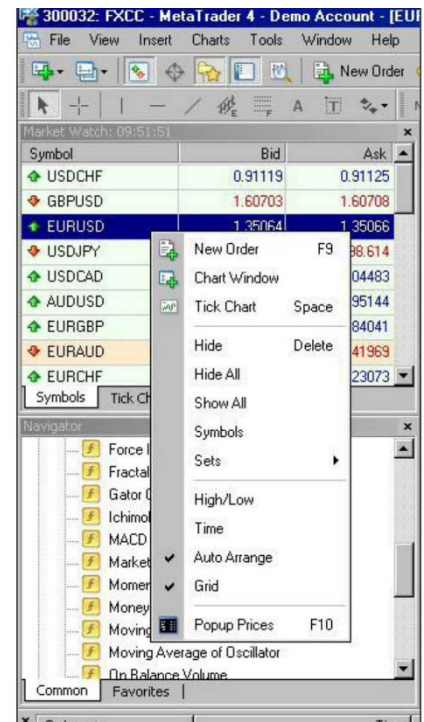 300032: FXCC - MetaTrader 4 - Demo Account - [EUR
File View Insert Charts Tools Window Help
New Order
E F A T
Market Watch: 09:51:51 ×
Symbol Bid Ask
USDCHF 0.91119 0.91125
GBPUSD 1.60703 1.60708
EURUSD 1.35064 1.35066
USDJPY 98.614
USDCAD 04483
AUDUSD 95144
EURGBP 84041
EURAUD 41969
EURCHF 23073
New Order F9
Chart Window
Tick Chart Space
Hide Delete
Hide All
Show All
Symbols
Sets
High/Low
Time
Auto Arrange
Grid
Popup Prices F10
Symbols Tick Ch
Navigator ×
Force I
Fractal
Gator O
Ichimo
MACD
Market
Momen
Money
Moving
Moving Average of Oscillator
On Balance Volume
Common Favorites